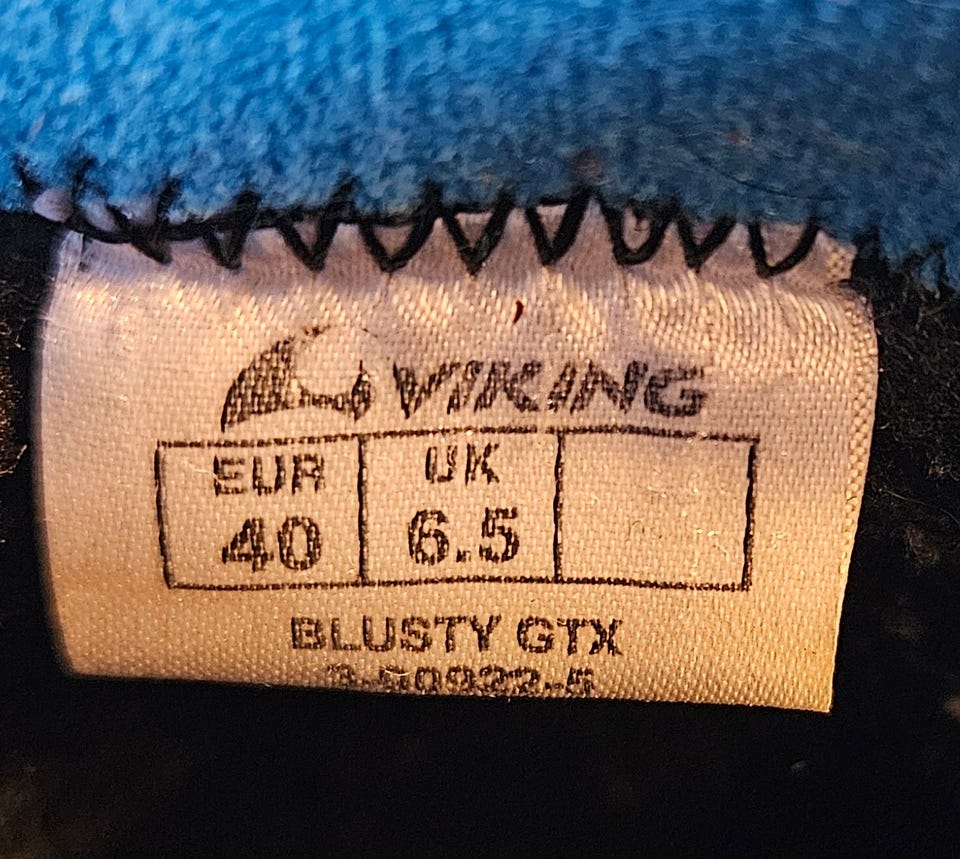 VIKING
EUR UK
40 6.5
BLUSTY GTX